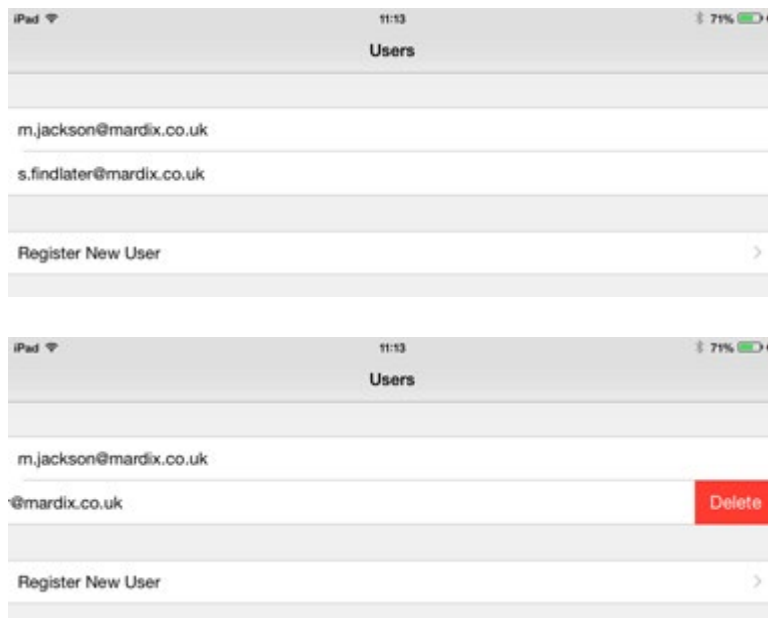 iPad 11:13 71%
Users
m.jackson@mardix.co.uk
s.findlater@mardix.co.uk
Register New User
iPad 11:13 71%
Users
m.jackson@mardix.co.uk
@mardix.co.uk Delete
Register New User